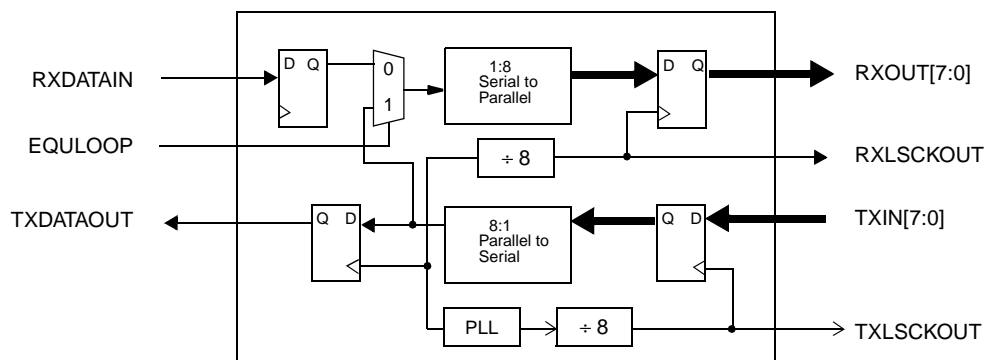 RXDATAIN
D Q
0
1
1:8
Serial to
Parallel
D Q
RXOUT[7:0]
EQULOOP
÷ 8
RXLSCKOUT
TXDATAOUT
Q D
8:1
Parallel to
Serial
Q D
TXIN[7:0]
PLL
÷ 8
TXLSCKOUT